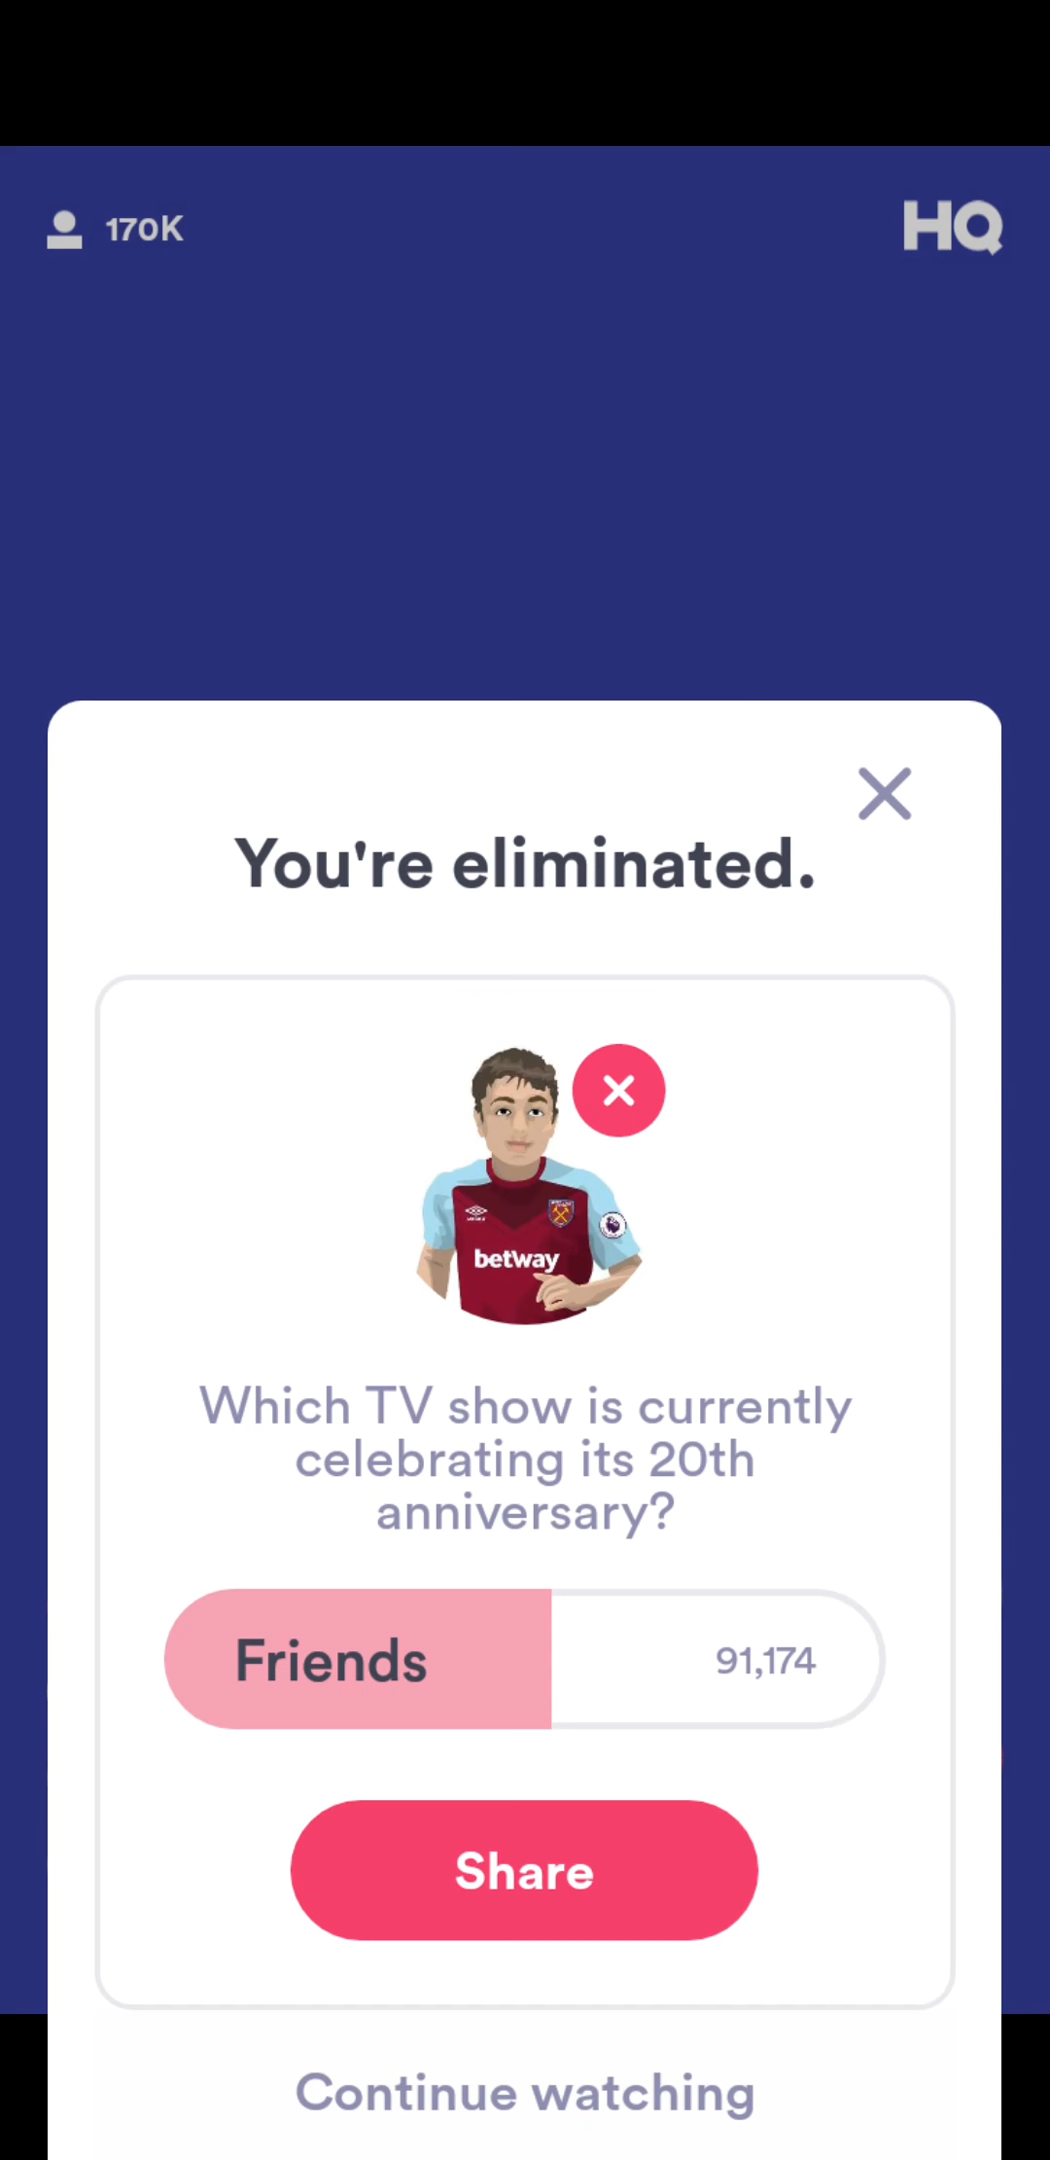 170K
HQ
You're eliminated.
betway
Which TV show is currently
celebrating its 20th
anniversary?
Friends
91,174
Share
Continue watching